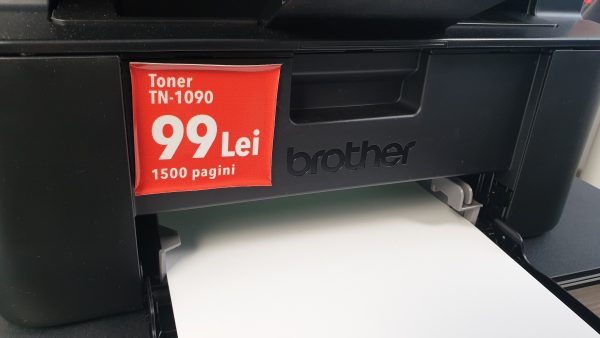 Toner
TN-1090
99 Lei
1500 pagini
brother